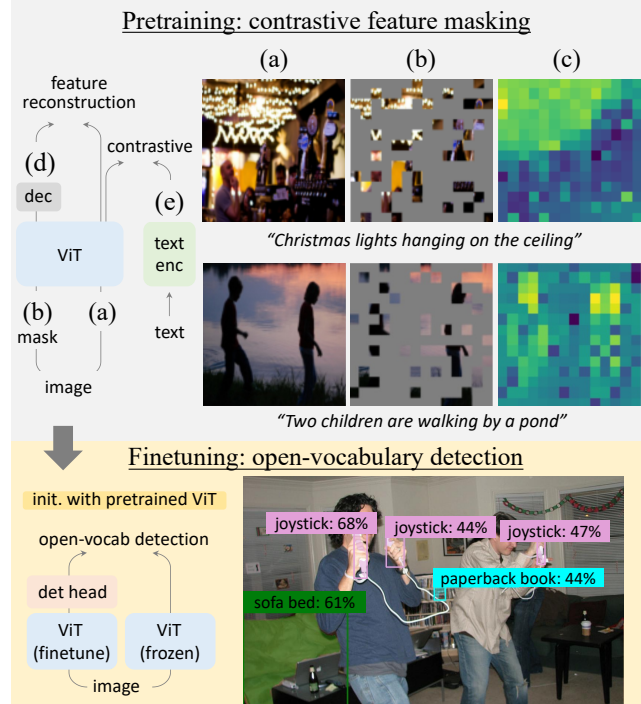 Pretraining: contrastive feature masking
(a) (b) (c)
feature
reconstruction
contrastive
(d)
(e)
dec
ViT
text
enc
(b) (a)
mask
text
image
“Christmas lights hanging on the ceiling”
“Two children are walking by a pond”
Finetuning: open-vocabulary detection
init. with pretrained ViT
open-vocab detection
det head
ViT
(finetune)
ViT
(frozen)
image
joystick: 68%
joystick: 44%
joystick: 47%
paperback book: 44%
sofa bed: 61%